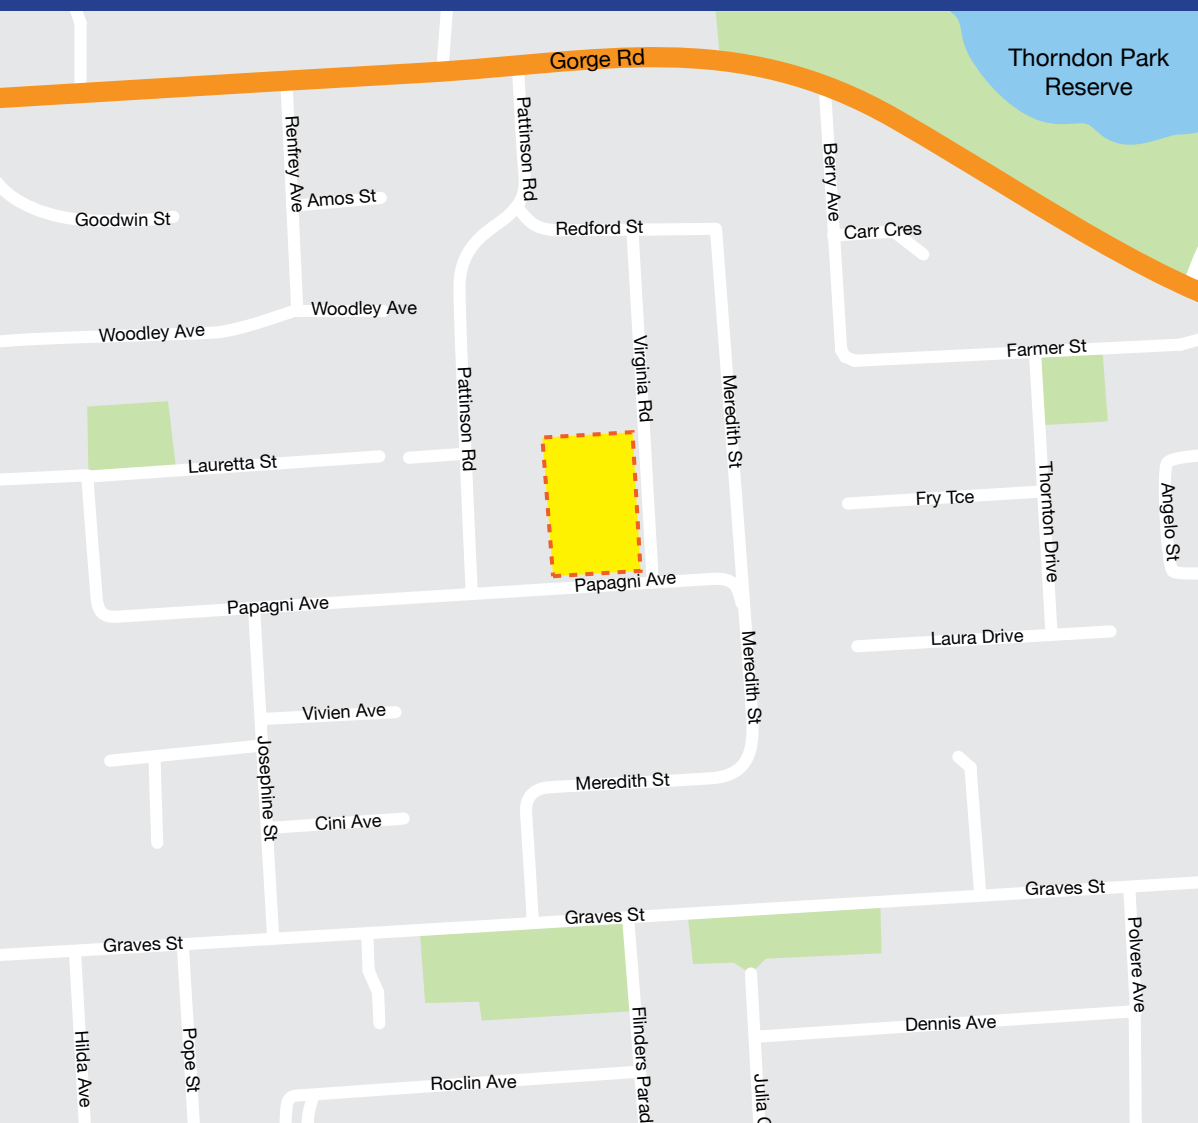 Gorge Rd
Thorndon Park
Reserve
Pattinson Rd
Renfrey Ave
Berry Ave
Amos St
Goodwin St
Redford St
Carr Cres
Woodley Ave
Woodley Ave
Farmer St
Virginia Rd
Pattinson Rd
Meredith St
Lauretta St
Fry Tce
Thornton Drive
Angelo St
Papagni Ave
Papagni Ave
Laura Drive
Meredith St
Vivien Ave
Josephine St
Meredith St
Cini Ave
Graves St
Graves St
Graves St
Polvere Ave
Flinders Parad
Dennis Ave
Hilda Ave
Pope St
Roclin Ave
Julia